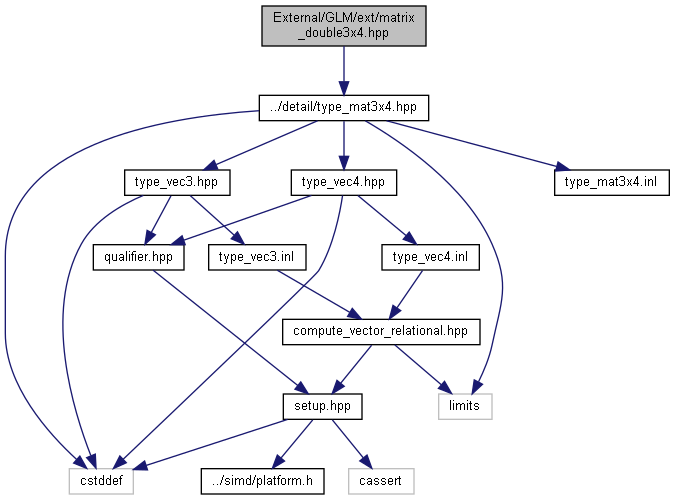 External/GLM/ext/matrix
_double3x4.hpp
../detail/type_mat3x4.hpp
type_vec3.hpp
type_vec4.hpp
type_mat3x4.inl
qualifier.hpp
type_vec3.inl
type_vec4.inl
compute_vector_relational.hpp
setup.hpp
limits
cstddef
../simd/platform.h
cassert